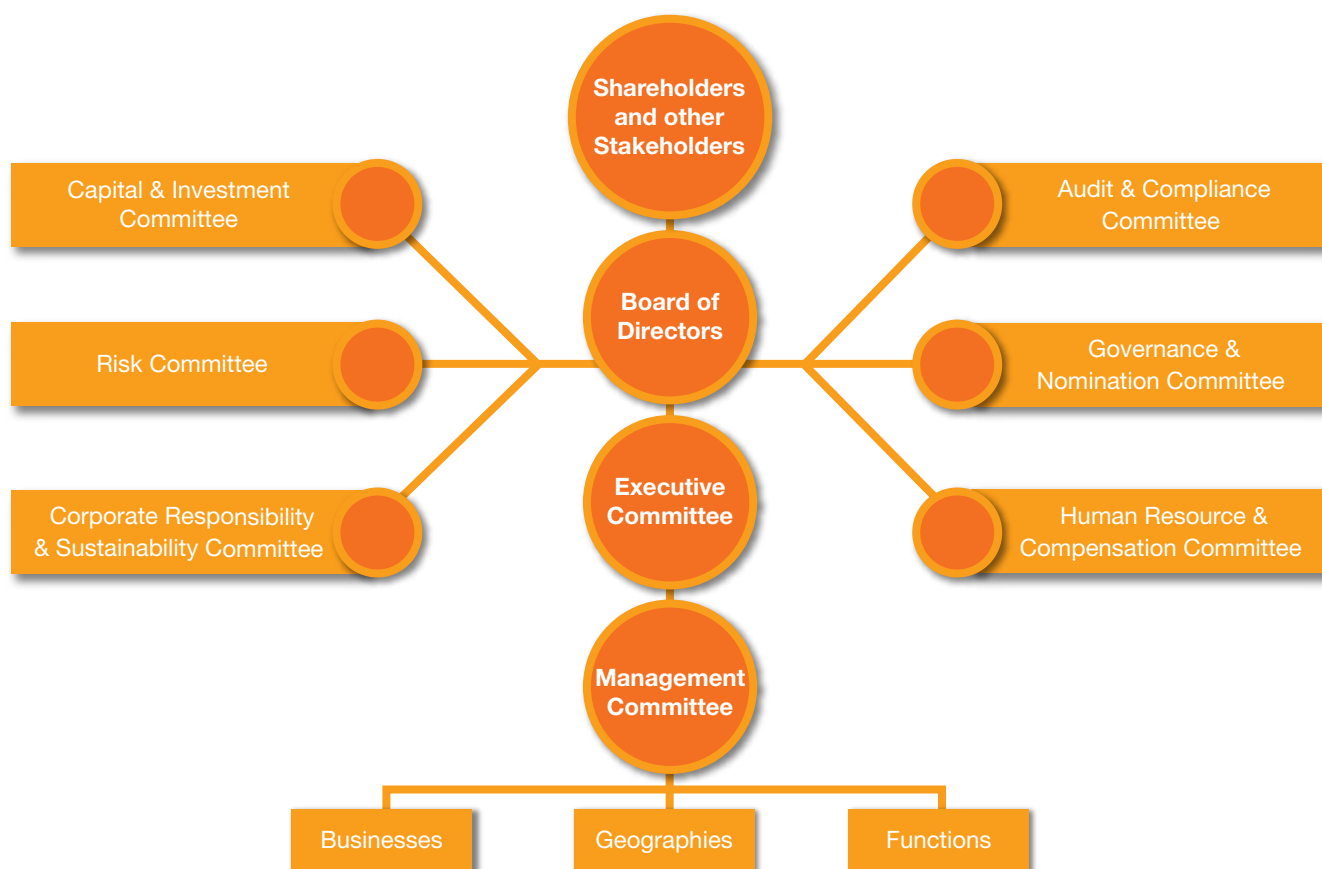 Shareholders
and other
Stakeholders
Capital & Investment
Committee
Audit & Compliance
Committee
Board of
Directors
Risk Committee
Governance &
Nomination Committee
Executive
Committee
Corporate Responsibility
& Sustainability Committee
Human Resource &
Compensation Committee
Management
Committee
Businesses
Geographies
Functions